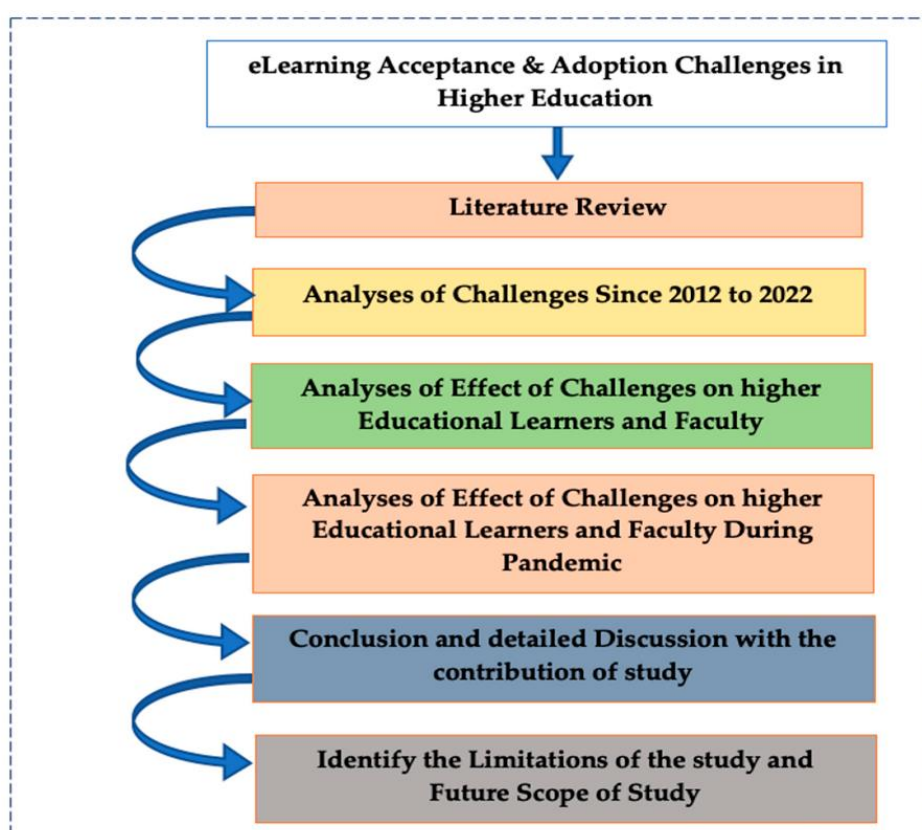 eLearning Acceptance & Adoption Challenges in
Higher Education
Literature Review
Analyses of Challenges Since 2012 to 2022
Analyses of Effect of Challenges on higher
Educational Learners and Faculty
Analyses of Effect of Challenges on higher
Educational Learners and Faculty During
Pandemic
Conclusion and detailed Discussion with the
contribution of study
Identify the Limitations of the study and
Future Scope of Study